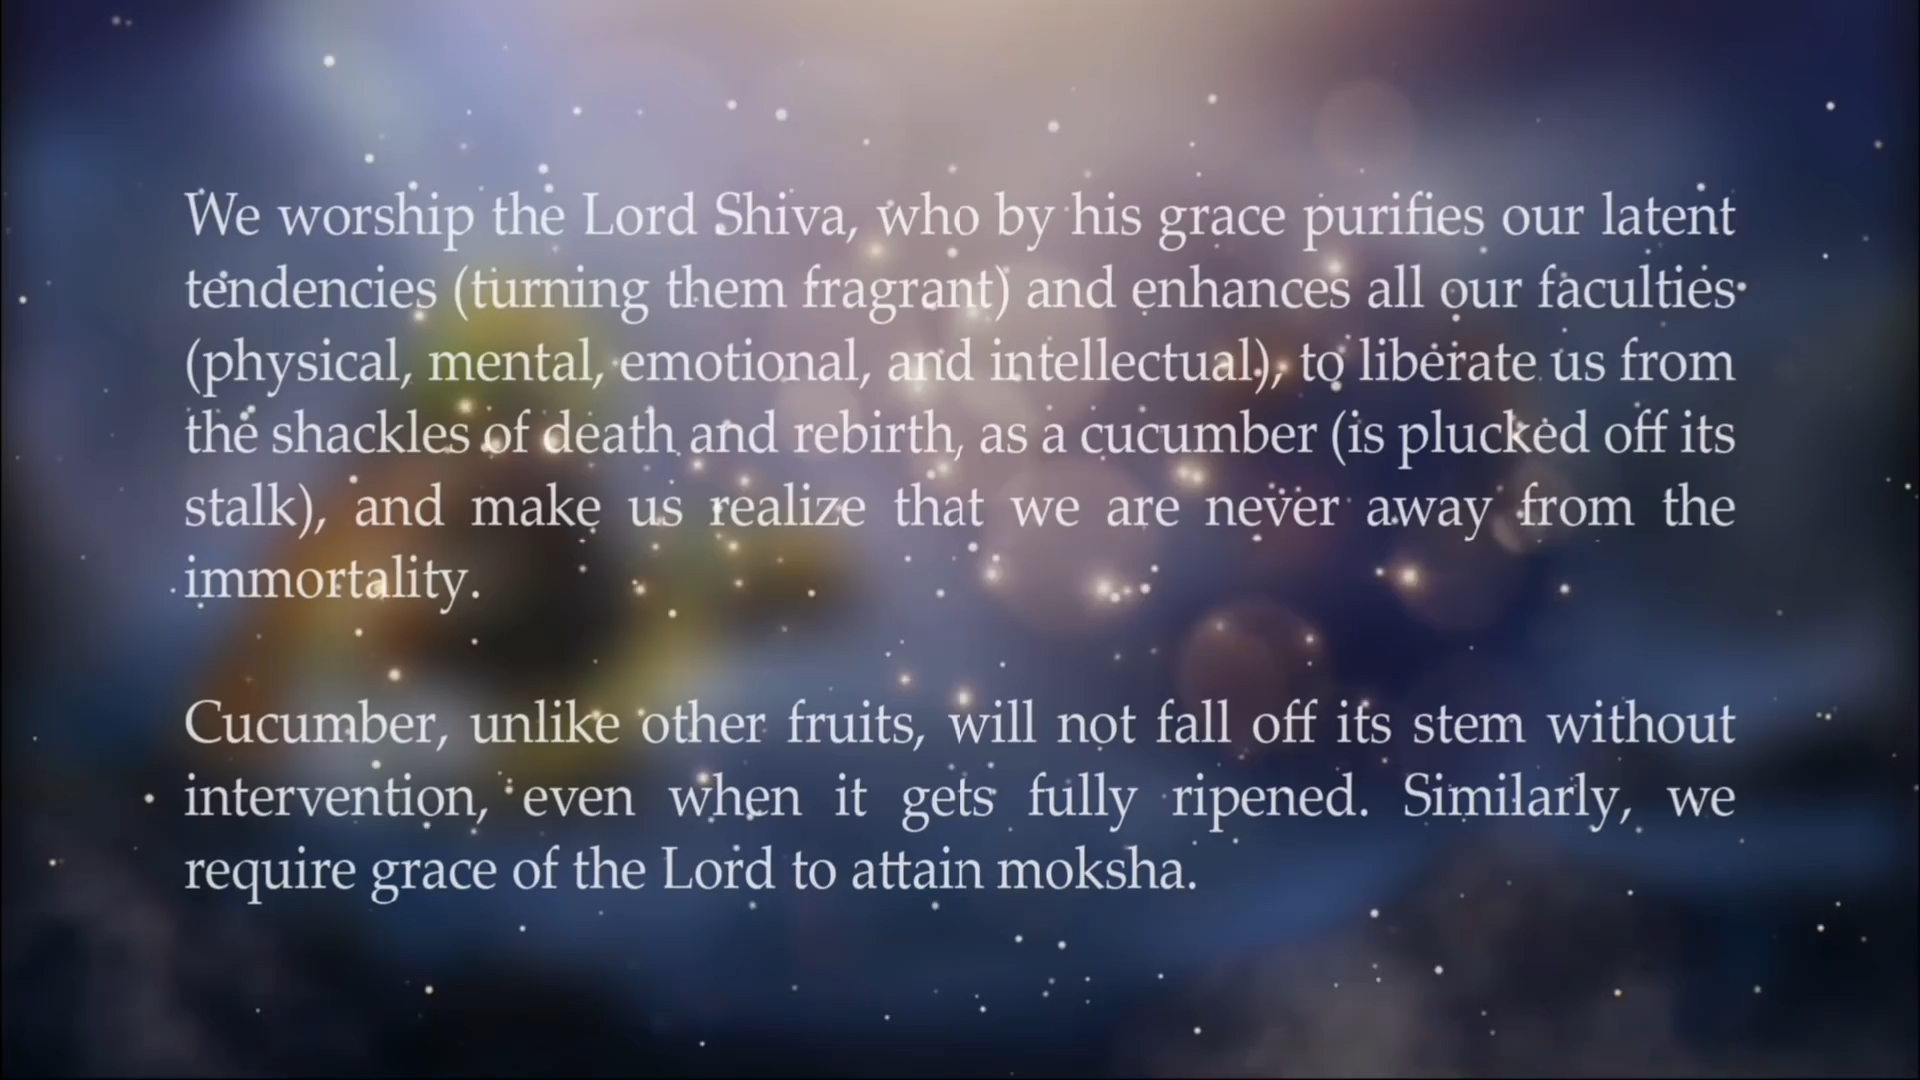 We worship the Lord Shiva, who by his grace purifies our latent
tendencies (turning them fragrant) and enhances all our faculties
(physical, mental, emotional, and intellectual), to liberate us from
the shackles of death and rebirth, as a cucumber (is plucked off its
stalk), and make us realize that we are never away from the
immortality.
Cucumber, unlike other fruits, will not fall off its stem without
intervention, even when it gets fully ripened. Similarly, we
require grace of the Lord to attain moksha.